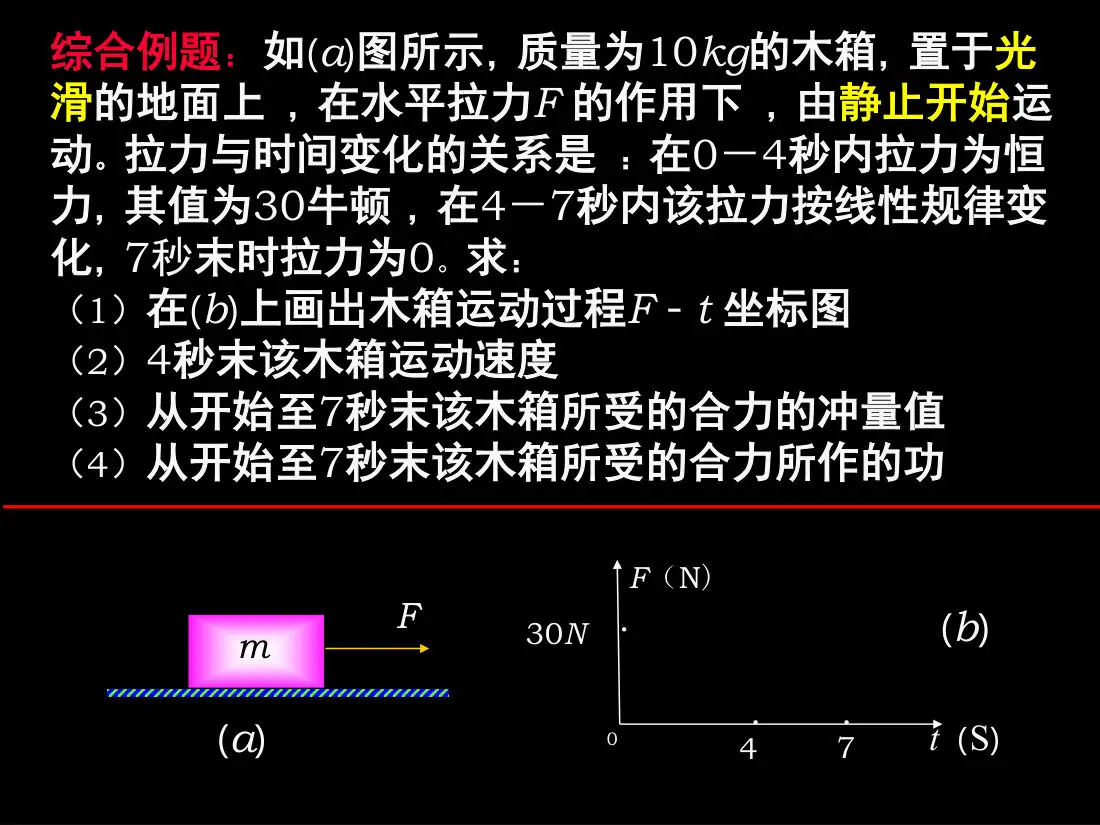 综合例题：如(a)图所示，质量为10kg的木箱，置于光
滑的地面上，在水平拉力F 的作用下，由静止开始运
动。拉力与时间变化的关系是：在0－4秒内拉力为恒
力，其值为30牛顿，在4－7秒内该拉力按线性规律变
化，7秒末时拉力为0。求：
（1）在(b)上画出木箱运动过程F - t 坐标图
（2）4秒末该木箱运动速度
（3）从开始至7秒末该木箱所受的合力的冲量值
（4）从开始至7秒末该木箱所受的合力所作的功
F（N）
F
30N
(b)
m
0
4
7
t（S）
(a)